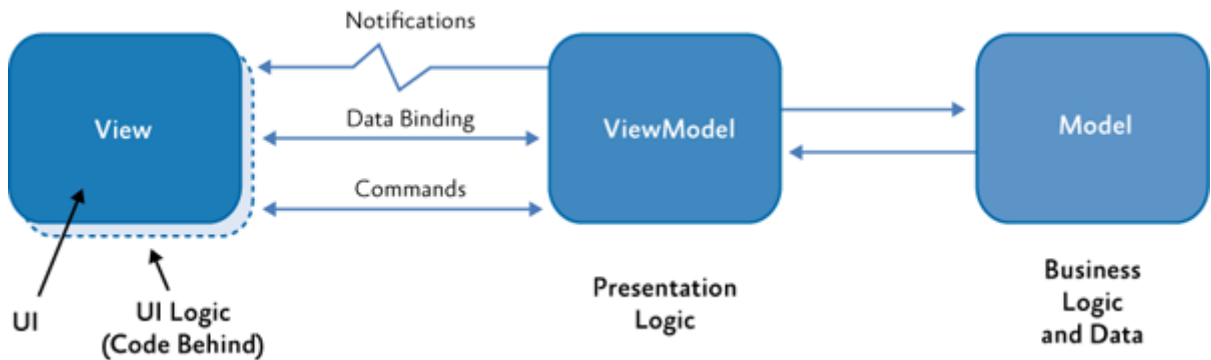 Notifications
View
Data Binding
ViewModel
Model
Commands
UI
UI Logic
(Code Behind)
Presentation
Logic
Business
Logic
and Data